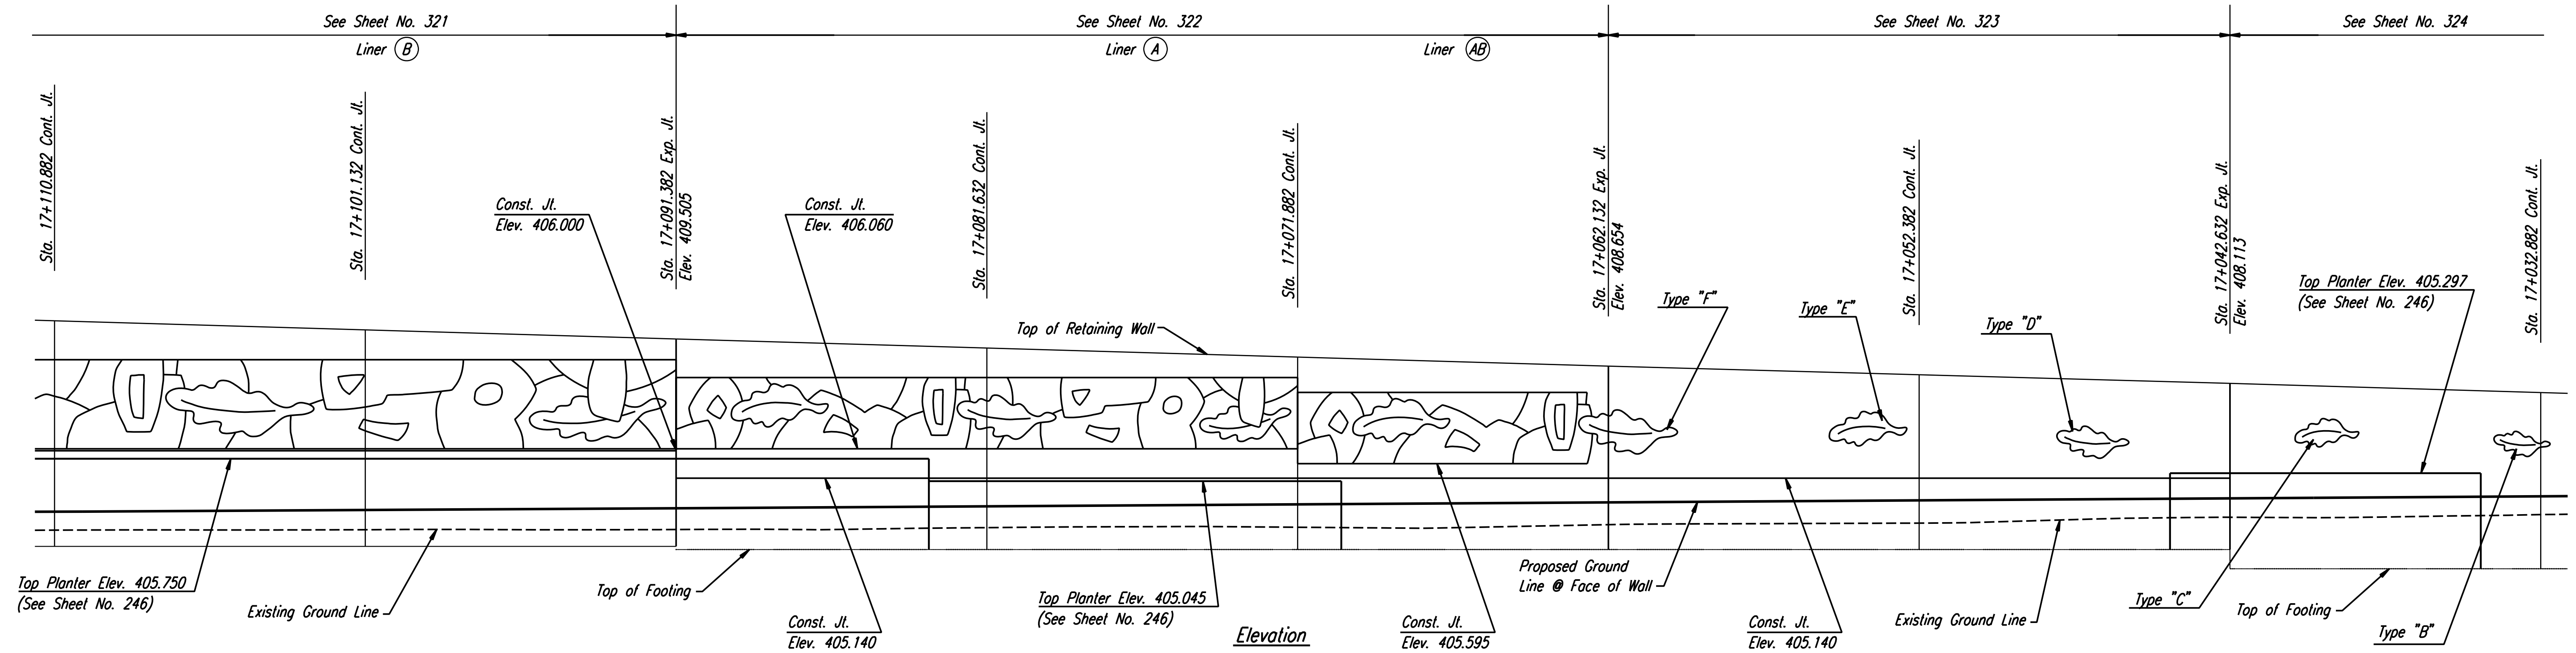 See Sheet No. 321
See Sheet No. 322
See Sheet No. 323
See Sheet No. 324
Liner B
Liner A
Liner AB
Sta. 17+110.882 Cont. Jt.
Sta. 17+101.132 Cont. Jt.
Sta. 17+091.382 Exp. Jt.
Elev. 409.505
Sta. 17+081.632 Cont. Jt.
Sta. 17+071.882 Cont. Jt.
Sta. 17+062.132 Exp. Jt.
Elev. 408.654
Sta. 17+052.382 Cont. Jt.
Sta. 17+042.632 Exp. Jt.
Elev. 408.113
Sta. 17+032.882 Cont. Jt.
Const. Jt.
Elev. 406.000
Const. Jt.
Elev. 406.060
Top of Retaining Wall
Type "F"
Type "E"
Type "D"
Top Planter Elev. 405.297
(See Sheet No. 246)
Top Planter Elev. 405.750
(See Sheet No. 246)
Existing Ground Line
Top of Footing
Const. Jt.
Elev. 405.140
Top Planter Elev. 405.045
(See Sheet No. 246)
Elevation
Const. Jt.
Elev. 405.595
Proposed Ground
Line @ Face of Wall
Const. Jt.
Elev. 405.140
Existing Ground Line
Type "C"
Top of Footing
Type "B"